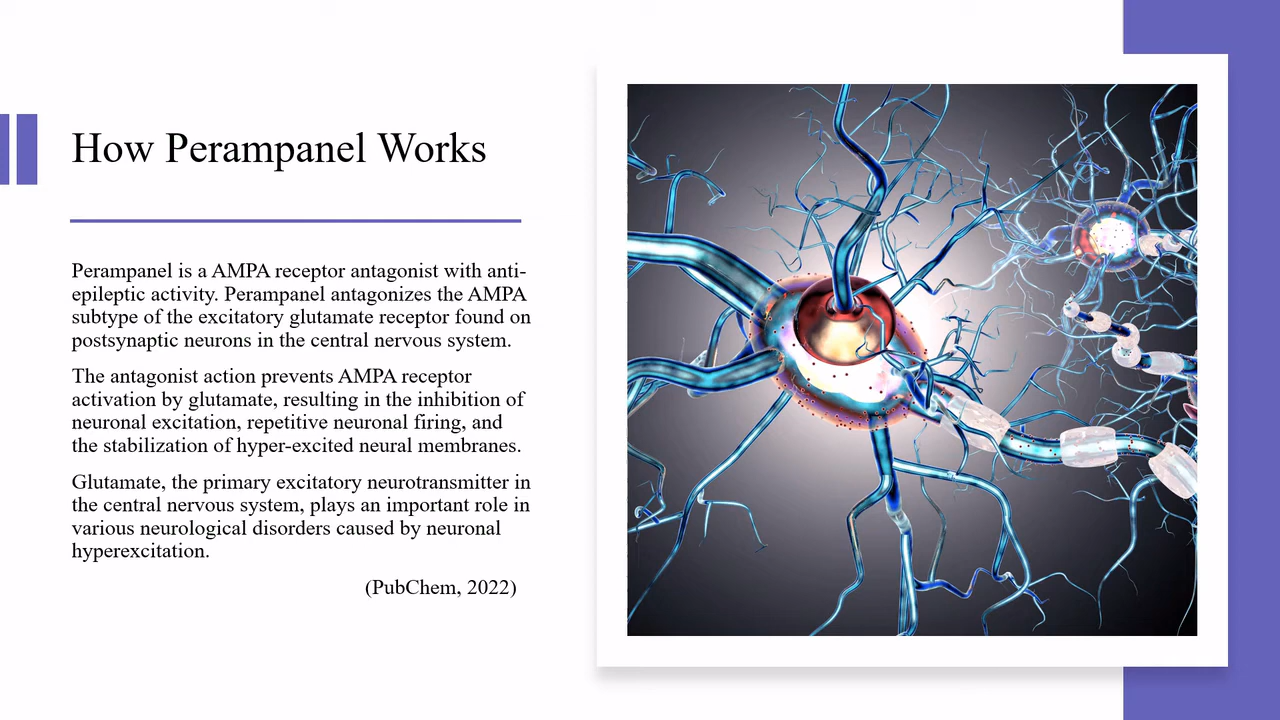 How Perampanel Works
Perampanel is a AMPA receptor antagonist with anti-
epileptic activity. Perampanel antagonizes the AMPA
subtype of the excitatory glutamate receptor found on
postsynaptic neurons in the central nervous system.
The antagonist action prevents AMPA receptor
activation by glutamate, resulting in the inhibition of
neuronal excitation, repetitive neuronal firing, and
the stabilization of hyper-excited neural membranes.
Glutamate, the primary excitatory neurotransmitter in
the central nervous system, plays an important role in
various neurological disorders caused by neuronal
hyperexcitation.
(PubChem, 2022)